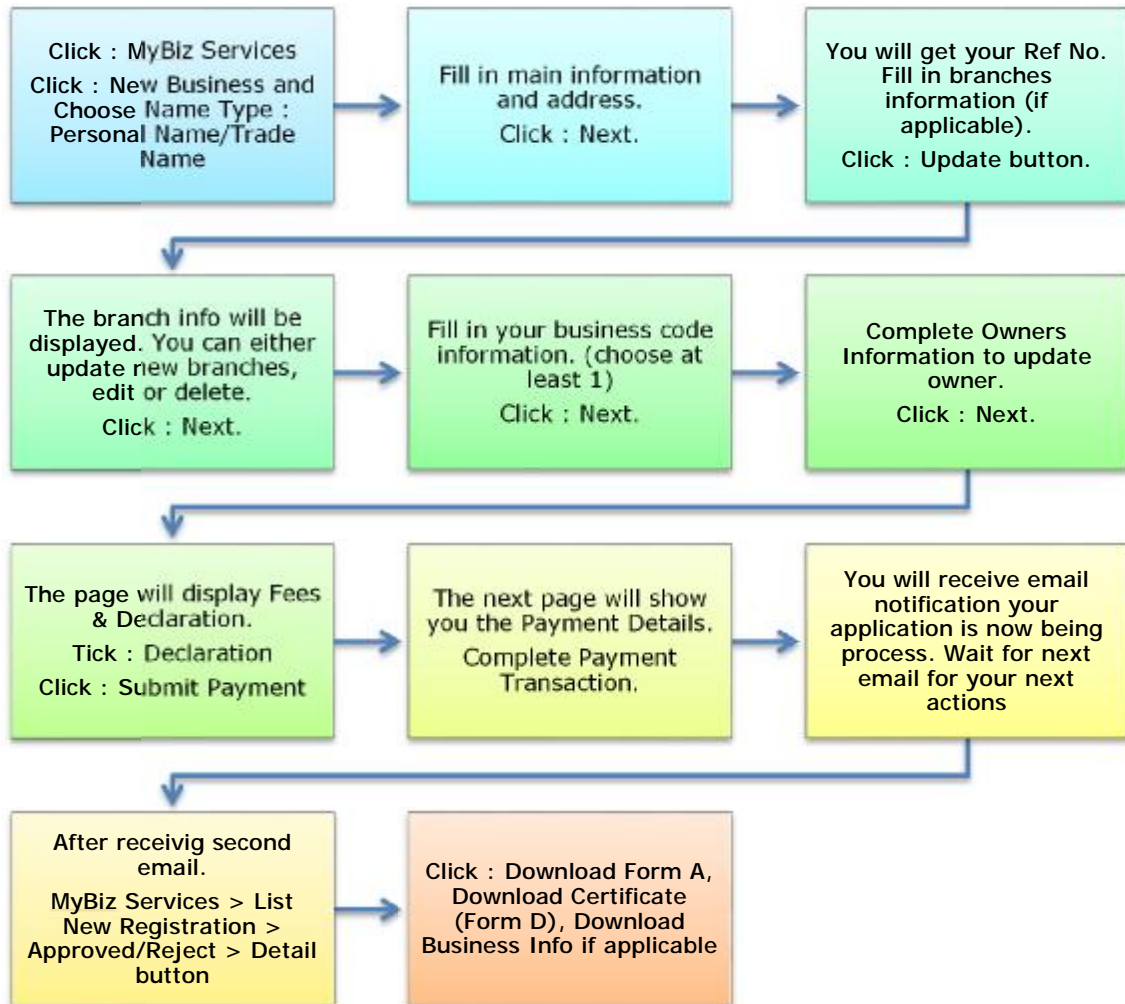 Click : MyBiz Services
Click : New Business and
Choose Name Type :
Personal Name/Trade
Name
Fill in main information
and address.
Click : Next.
You will get your Ref No.
Fill in branches
information (if
applicable).
Click : Update button.
The branch info will be
displayed. You can either
update new branches,
edit or delete.
Click : Next.
Fill in your business code
information. (choose at
least 1)
Click : Next.
Complete Owners
Information to update
owner.
Click : Next.
The page will display Fees
& Declaration.
Tick : Declaration
Click : Submit Payment
The next page will show
you the Payment Details.
Complete Payment
Transaction.
You will receive email
notification your
application is now being
process. Wait for next
email for your next
actions
After receivig second
email.
MyBiz Services > List
New Registration >
Approved/Reject > Detail
button
Click : Download Form A,
Download Certificate
(Form D), Download
Business Info if applicable